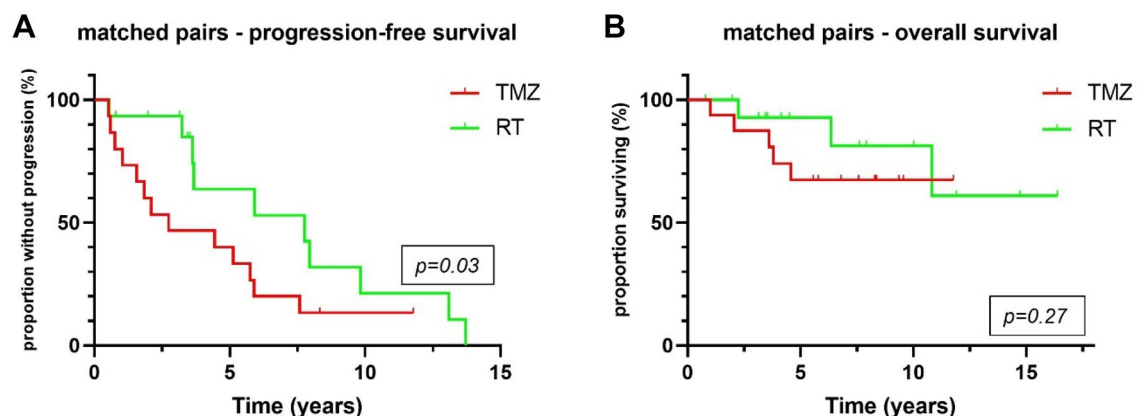 A
matched pairs - progression-free survival
proportion without progression (%)
100
50
0
TMZ
RT
p=0.03
0
5
10
15
Time (years)
B
matched pairs - overall survival
proportion surviving (%)
100
50
0
TMZ
RT
p=0.27
0
5
10
15
Time (years)